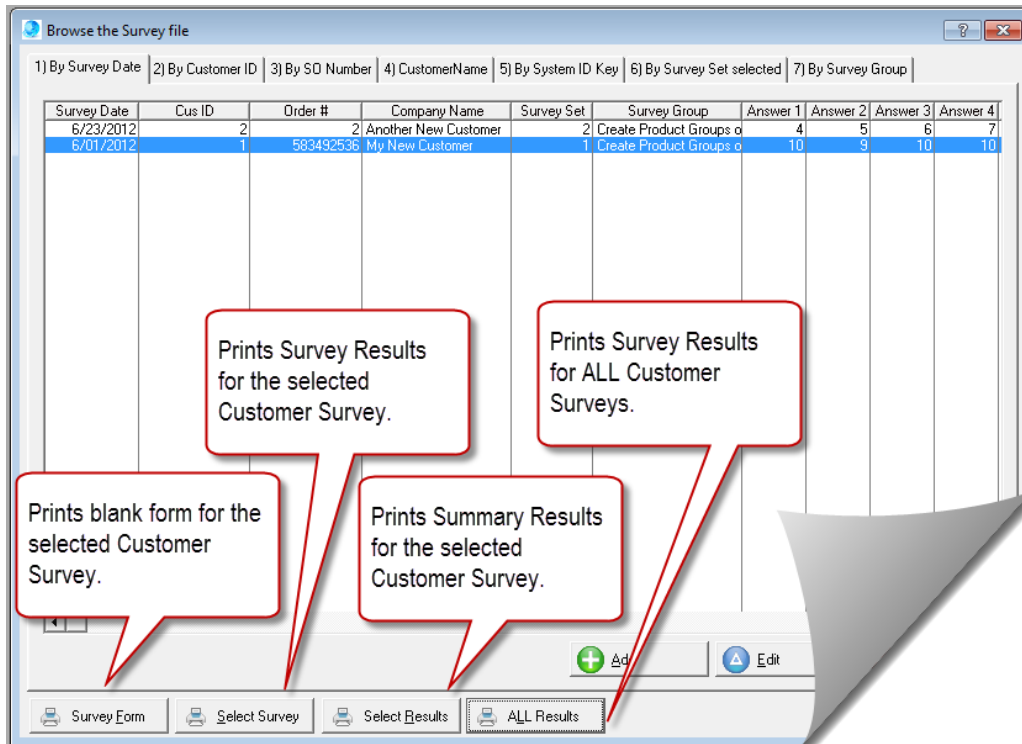 Browse the Survey file
1) By Survey Date 2) By Customer ID 3) By SO Number 4) CustomerName 5) By System ID Key 6) By Survey Set selected 7) By Survey Group
Survey Date Cus ID Order # Company Name Survey Set Survey Group Answer 1 Answer 2 Answer 3 Answer 4
6/23/2012 2 2 Another New Customer 2 Create Product Groups o 4 5 6 7
6/01/2012 1 583492536 My New Customer 1 Create Product Groups o 10 9 10 10
Prints Survey Results
for the selected
Customer Survey.
Prints Survey Results
for ALL Customer
Surveys.
Prints blank form for the
selected Customer
Survey.
Prints Summary Results
for the selected
Customer Survey.
Ad
Edit
Survey Form
Select Survey
Select Results
ALL Results